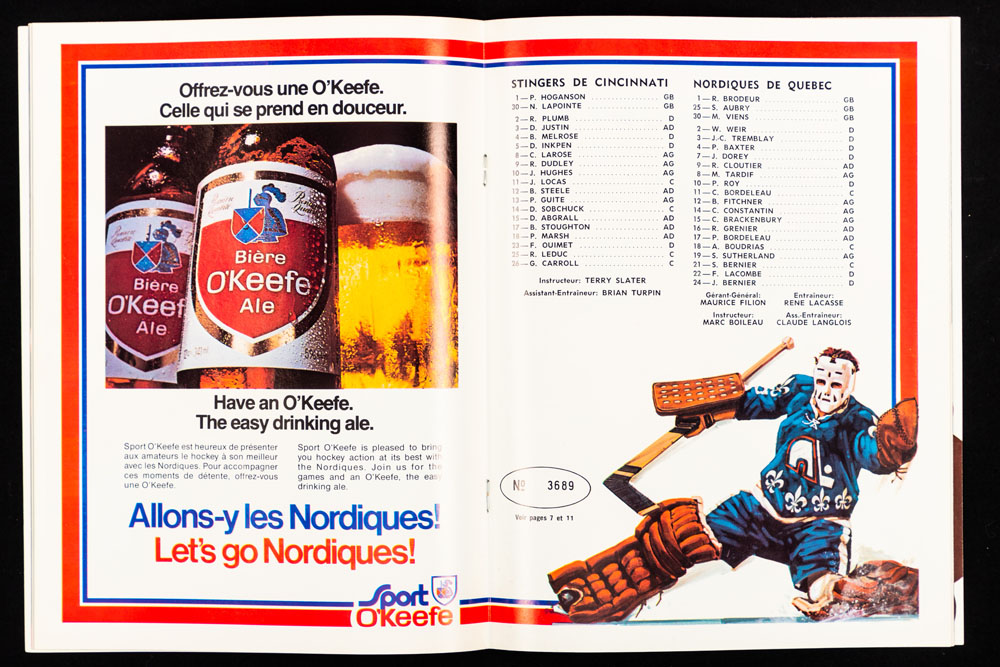 Offrez-vous une O'Keefe.
Celle qui se prend en douceur.
Bière
O'Keef
Ale
Bière
O'Keefe
Ale
Have an O'Keefe.
The easy drinking ale.
Sport O'Keefe est heureux de présenter
aux amateurs le hockey à son meilleur
avec les Nordiques. Pour accompagner
ces moments de détente, offrez-vous
une O'Keefe.
Sport O'Keefe is pleased to bring
you hockey action at its best with
the Nordiques. Join us for the
games and an O'Keefe, the easy
drinking ale.
Allons-y les Nordiques!
Let's go Nordiques!
Sport
O'Keefe
STINGERS DE CINCINNATI
1—P. HOGANSON GB
30—N. LAPOINTE GB
2—R. PLUMB D
3—D. JUSTIN AD
4—B. MELROSE D
5—D. INKPEN D
8—C. LAROSE AG
9—R. DUDLEY AG
10—J. HUGHES AG
11—J. LOCAS C
12—B. STEELE AD
13—P. GUITE AG
14—D. SOBCHUCK C
15—D. ABGRALL AD
17—B. STOUGHTON AD
18—P. MARSH AD
23—F. OUIMET D
25—R. LEDUC C
26—G. CARROLL C
Instructeur: TERRY SLATER
Assistant-Entraîneur: BRIAN TURPIN
NORDIQUES DE QUEBEC
1—R. BRODEUR GB
25—S. AUBRY GB
30—M. VIENS GB
2—W. WEIR D
3—J.-C. TREMBLAY D
4—P. BAXTER D
7—J. DOREY D
9—R. CLOUTIER AD
8—M. TARDIF AG
10—P. ROY D
11—C. BORDELEAU C
12—B. FITCHNER AG
14—C. CONSTANTIN AG
15—C. BRACKENBURY AG
16—R. GRENIER AD
17—P. BORDELEAU AD
18—A. BOUDRIAS C
19—S. SUTHERLAND AG
21—S. BERNIER C
22—F. LACOMBE D
24—J. BERNIER D
Gérant-Général: Entraîneur:
MAURICE FILION RENE LACASSE
Instructeur: Ass.-Entraîneur:
MARC BOILEAU CLAUDE LANGLOIS
Nº 3689
Voir pages 7 et 11